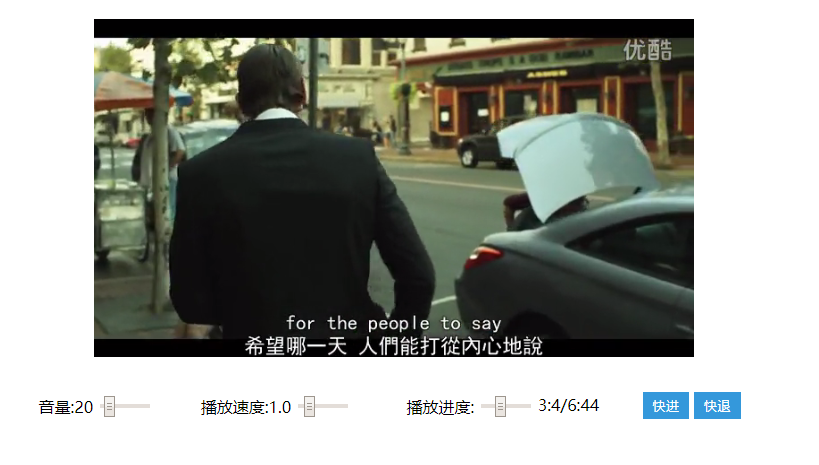 优酷
for the people to say
希望哪一天 人們能打從內心地說
音量:20
播放速度:1.0
播放进度:
3:4/6:44
快进
快退